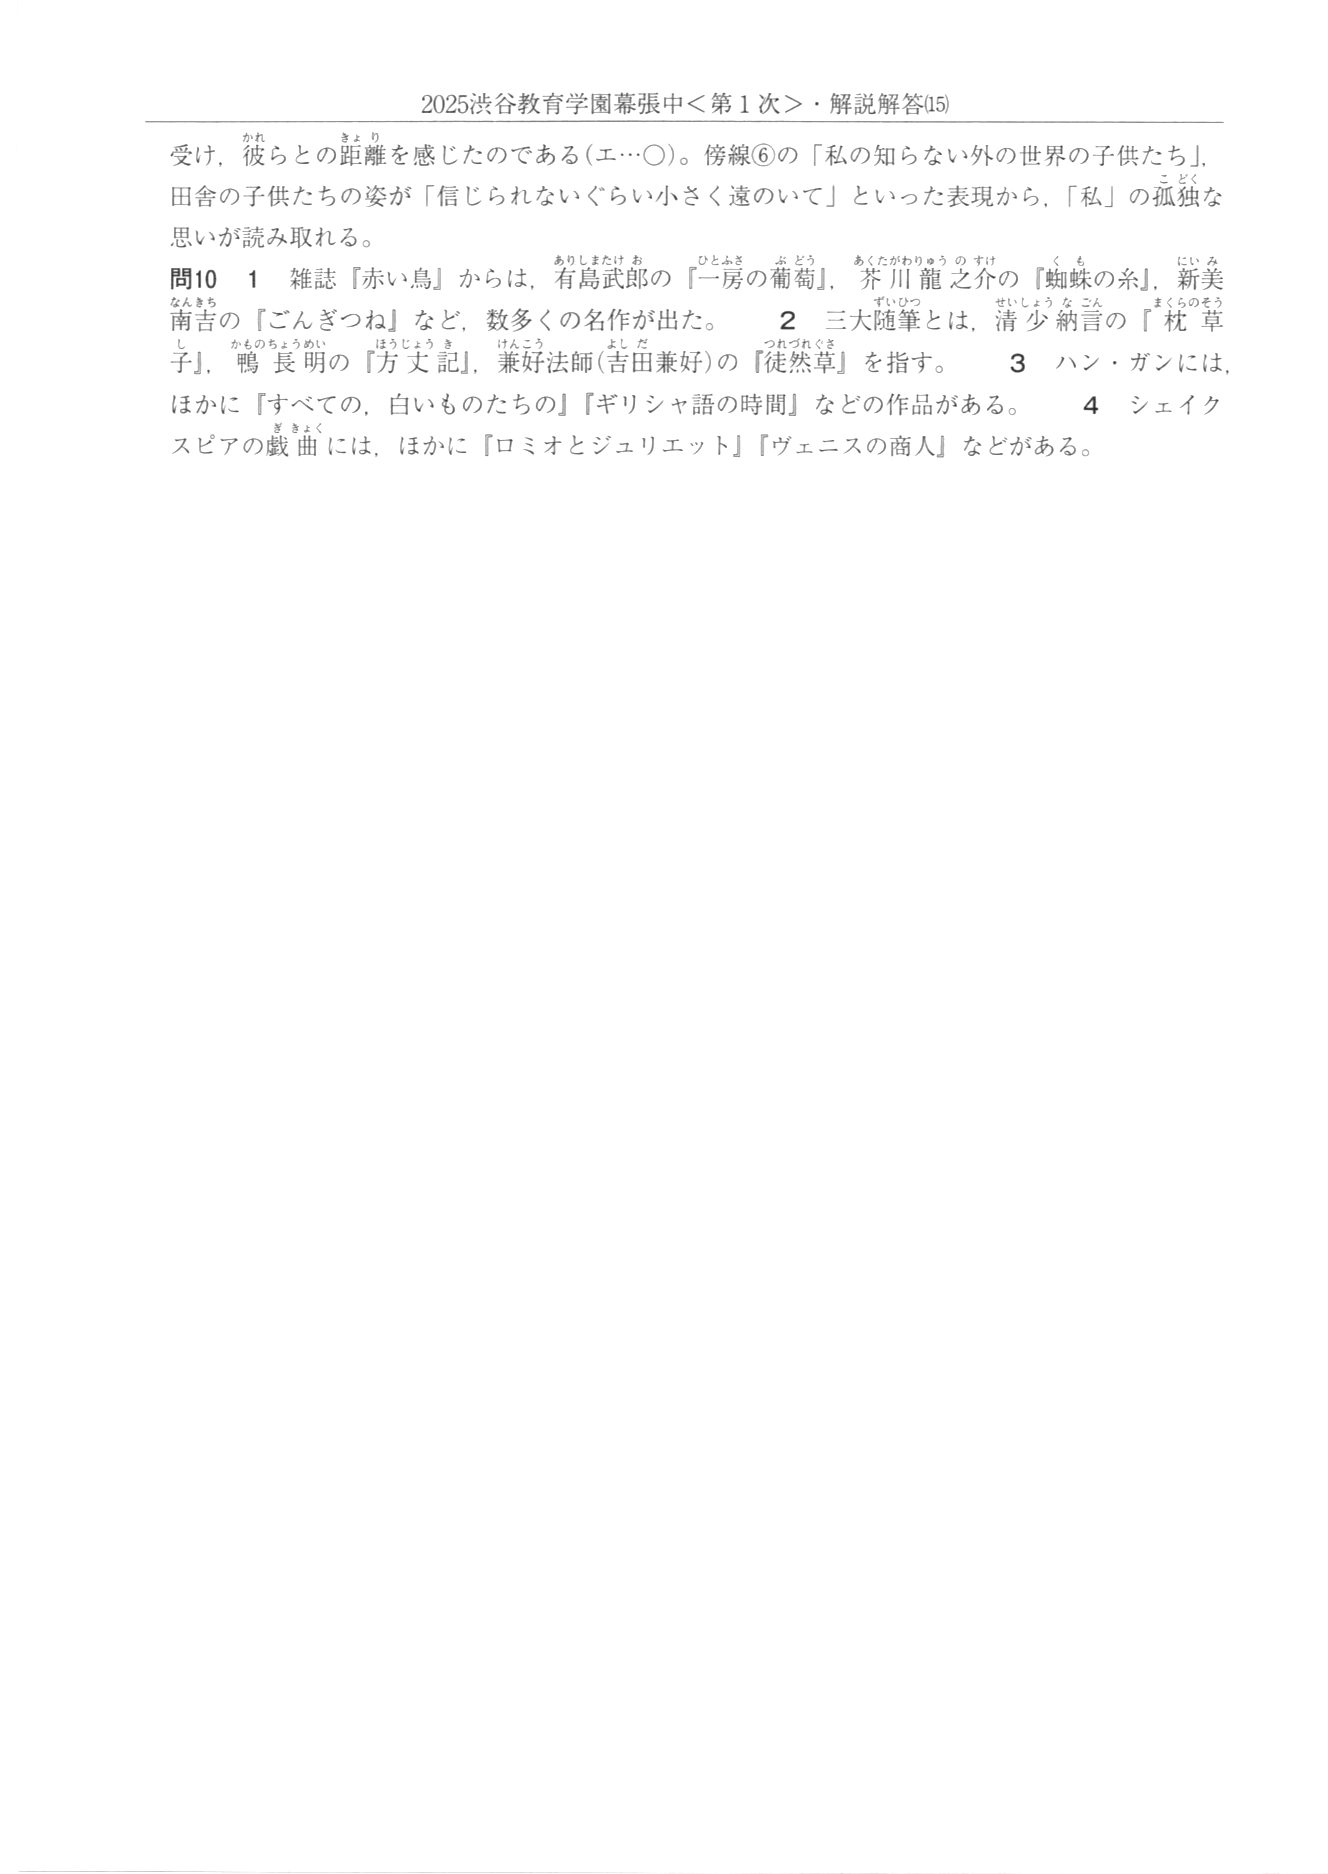 2025渋谷教育学園幕張中＜第1次＞・解説解答⒂
受け，彼らとの距離を感じたのである(エ…○)。傍線⑥の「私の知らない外の世界の子供たち」，
田舎の子供たちの姿が「信じられないぐらい小さく遠のいて」といった表現から，「私」の孤独な
思いが読み取れる。
問10　1　雑誌『赤い鳥』からは，有島武郎の『一房の葡萄』，芥川龍之介の『蜘蛛の糸』，新美
南吉の『ごんぎつね』など，数多くの名作が出た。　2　三大随筆とは，清少納言の『枕草
子』，鴨長明の『方丈記』，兼好法師(吉田兼好)の『徒然草』を指す。　3　ハン・ガンには，
ほかに『すべての，白いものたちの』『ギリシャ語の時間』などの作品がある。　4　シェイク
スピアの戯曲には，ほかに『ロミオとジュリエット』『ヴェニスの商人』などがある。